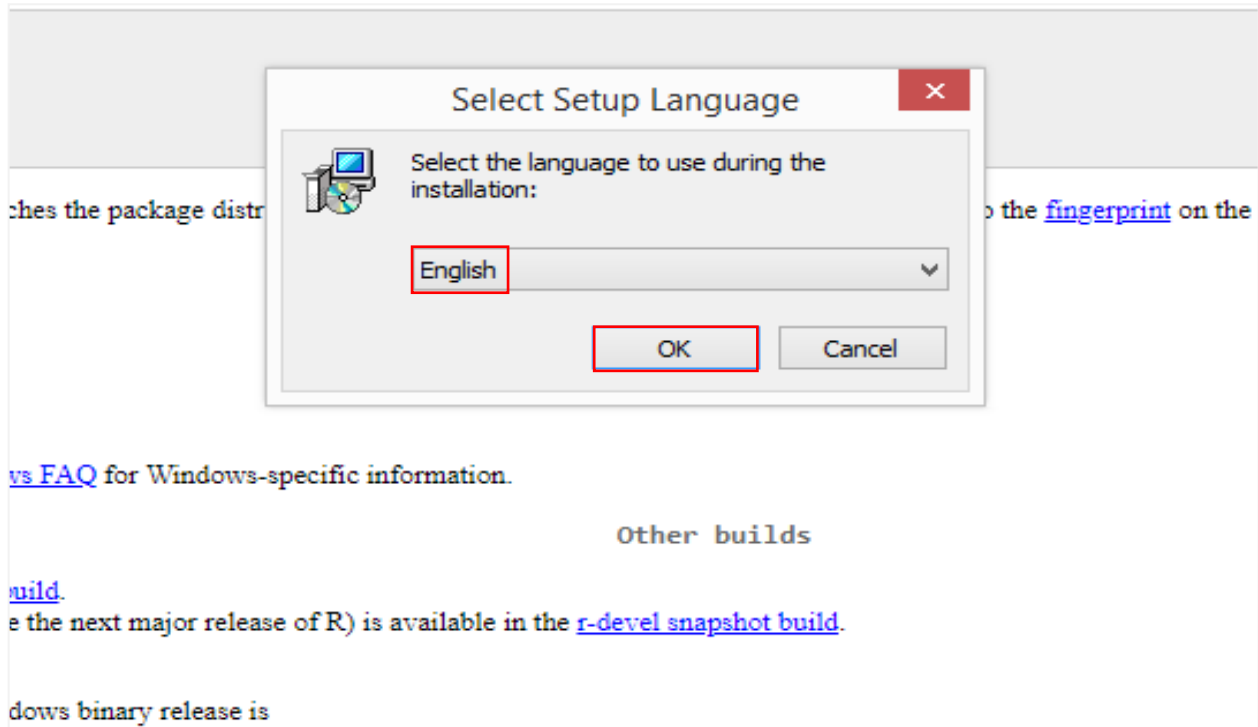 Select Setup Language
Select the language to use during the
installation:
ches the package distr
the fingerprint on the
English
OK Cancel
FAQ for Windows-specific information.
Other builds
uild.
e the next major release of R) is available in the r-devel snapshot build.
dows binary release is